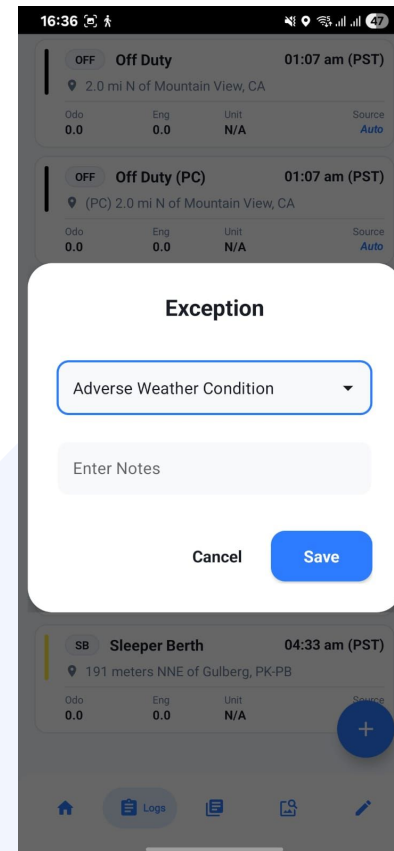 16:36 47
OFF Off Duty 01:07 am (PST)
2.0 mi N of Mountain View, CA
Odo Eng Unit Source
0.0 0.0 N/A Auto
OFF Off Duty (PC) 01:07 am (PST)
(PC) 2.0 mi N of Mountain View, CA
Odo Eng Unit Source
0.0 0.0 N/A Auto
Exception
Adverse Weather Condition
Enter Notes
Cancel Save
SB Sleeper Berth 04:33 am (PST)
191 meters NNE of Gulberg, PK-PB
Odo Eng Unit Source
0.0 0.0 N/A
+
Logs